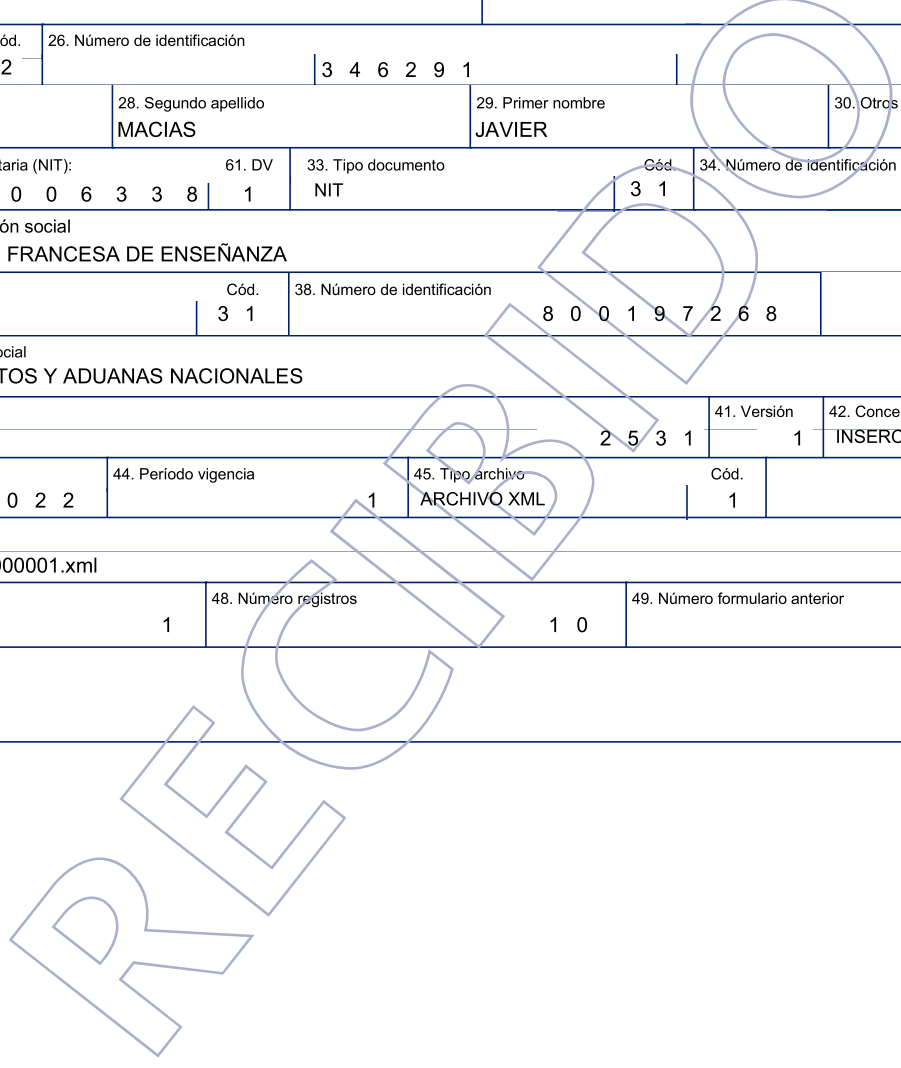 ód. 26. Número de identificación
2 3 4 6 2 9 1
28. Segundo apellido 29. Primer nombre 30. Otros
MACIAS JAVIER
taria (NIT): 61. DV 33. Tipo documento Cód. 34. Número de identificación
0 0 6 3 3 8 1 NIT 3 1
ón social
FRANCESA DE ENSEÑANZA
Cód. 38. Número de identificación
3 1 8 0 0 1 9 7 2 6 8
ocial
TOS Y ADUANAS NACIONALES
41. Versión 42. Conce
2 5 3 1 1 INSERC
44. Período vigencia 45. Tipo archivo Cód.
0 2 2 1 ARCHIVO XML 1
000001.xml
48. Número registros 49. Número formulario anterior
1 1 0
RECIBIDO